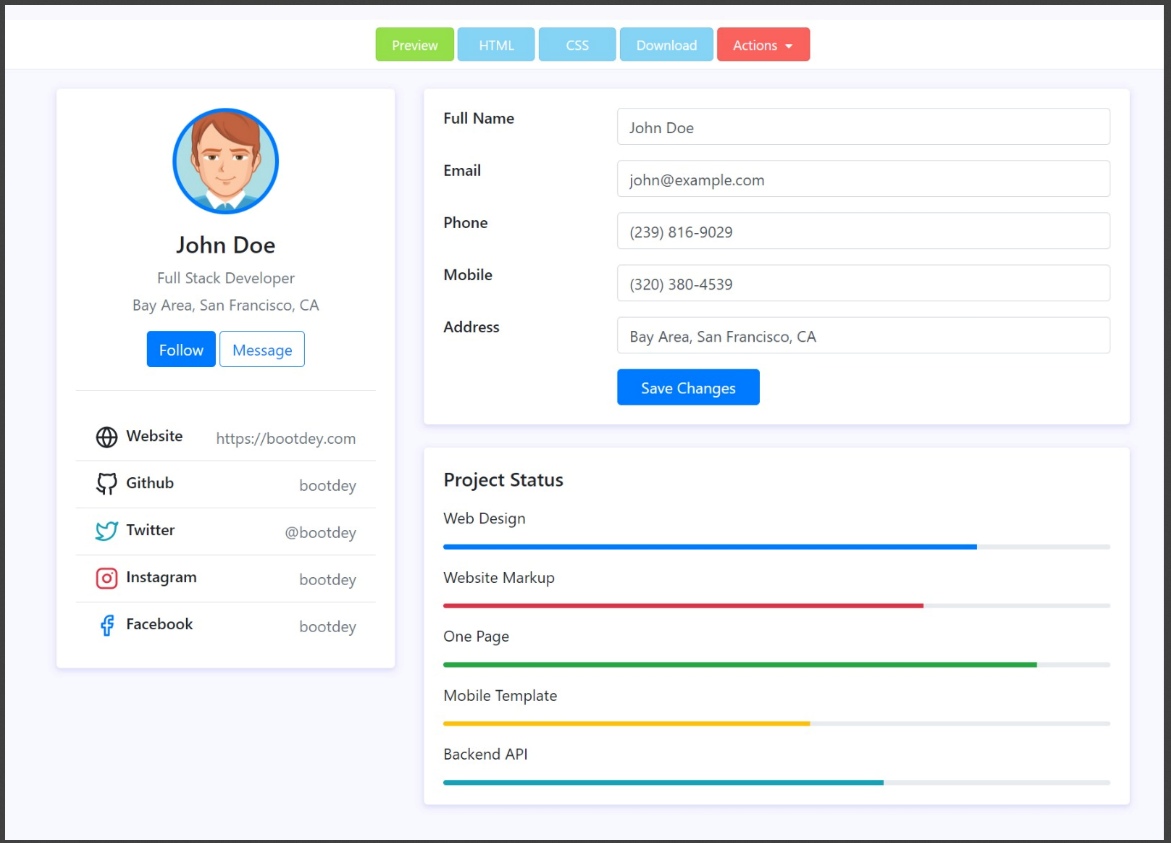 Preview HTML CSS Download Actions
John Doe
Full Stack Developer
Bay Area, San Francisco, CA
Follow Message
Website https://bootdey.com
Github bootdey
Twitter @bootdey
Instagram bootdey
Facebook bootdey
Full Name John Doe
Email john@example.com
Phone (239) 816-9029
Mobile (320) 380-4539
Address Bay Area, San Francisco, CA
Save Changes
Project Status
Web Design
Website Markup
One Page
Mobile Template
Backend API